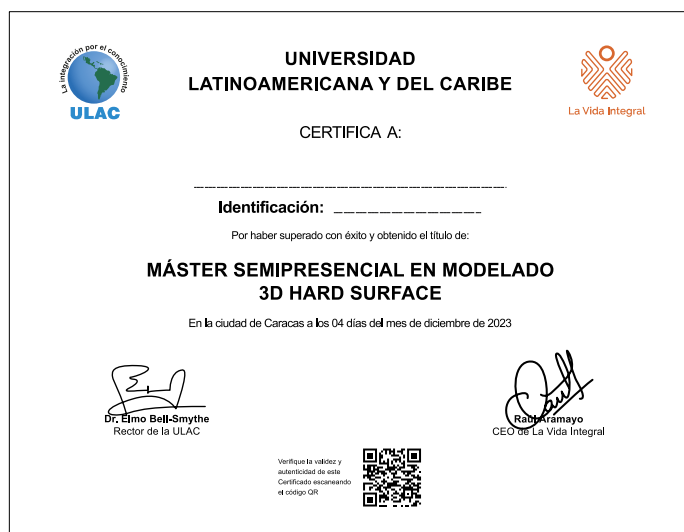 La integración por el conocimiento
ULAC
UNIVERSIDAD
LATINOAMERICANA Y DEL CARIBE
La Vida Integral
CERTIFICA A:
Identificación:
Por haber superado con éxito y obtenido el título de:
MÁSTER SEMIPRESENCIAL EN MODELADO
3D HARD SURFACE
En la ciudad de Caracas a los 04 días del mes de diciembre de 2023
Dr. Elmo Bell-Smythe
Rector de la ULAC
Raúl Aramayo
CEO de La Vida Integral
Verifique la validez y
autenticidad de este
Certificado escaneando
el código QR